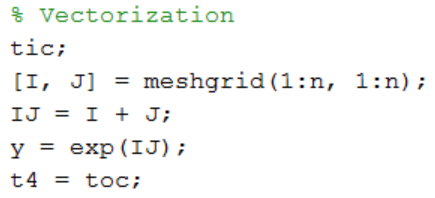 % Vectorization
tic;
[I, J] = meshgrid(1:n, 1:n);
IJ = I + J;
y = exp(IJ);
t4 = toc;